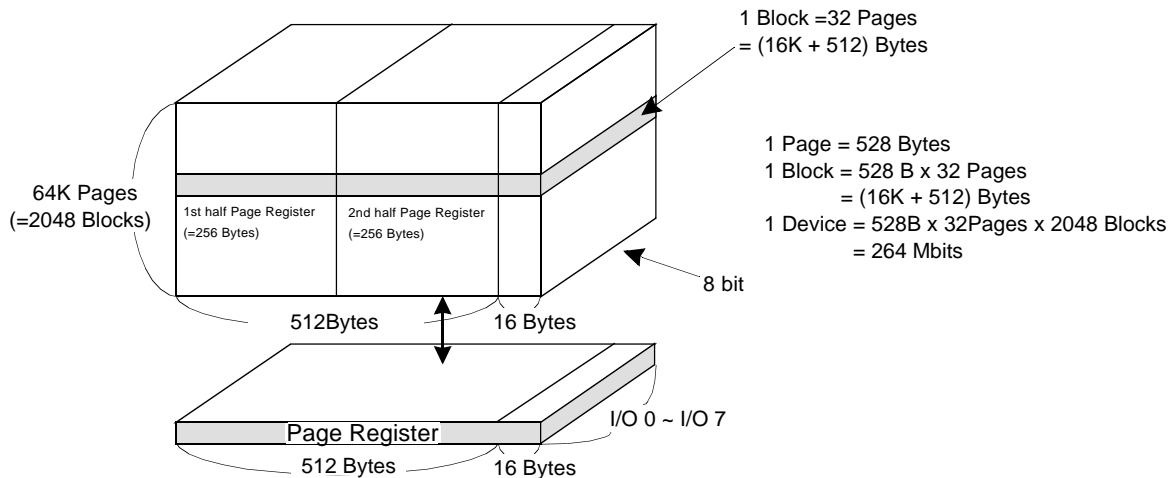 1 Block =32 Pages
= (16K + 512) Bytes
1 Page = 528 Bytes
1 Block = 528 B x 32 Pages
= (16K + 512) Bytes
1 Device = 528B x 32Pages x 2048 Blocks
= 264 Mbits
64K Pages
(=2048 Blocks)
1st half Page Register
(=256 Bytes)
2nd half Page Register
(=256 Bytes)
8 bit
512Bytes
16 Bytes
I/O 0 ~ I/O 7
Page Register
512 Bytes
16 Bytes